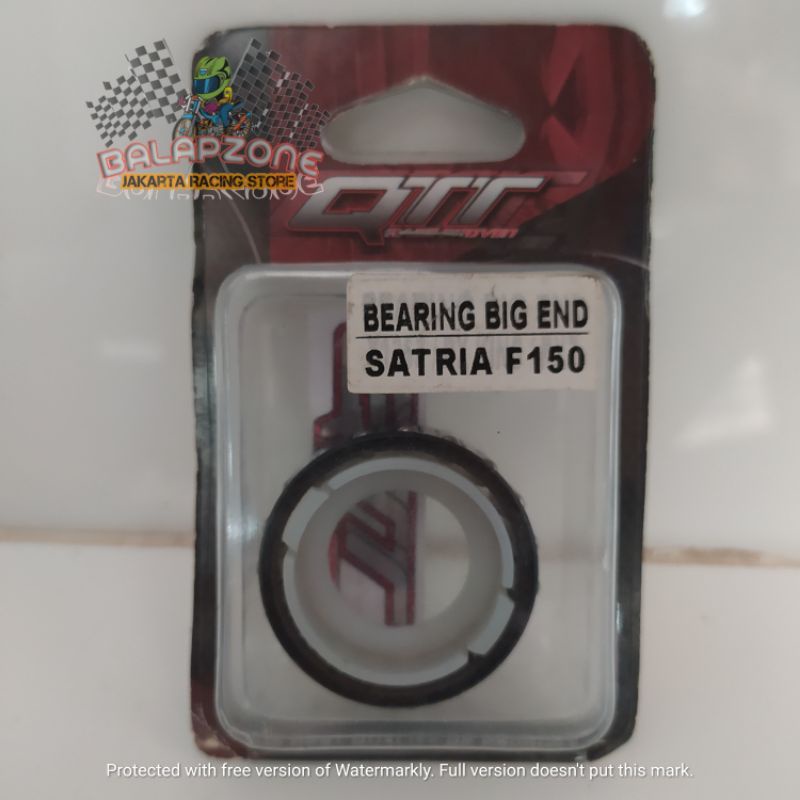 BALAPZONE
JAKARTA RACING STORE
QTT
BEARING BIG END
SATRIA F150
Protected with free version of Watermarkly. Full version doesn't put this mark.